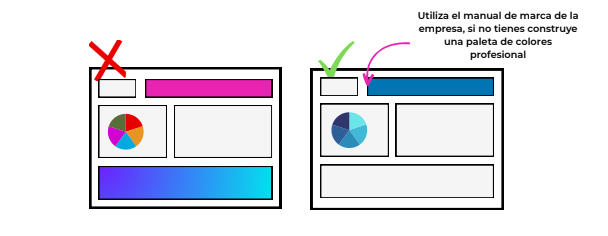 Utiliza el manual de marca de la
empresa, si no tienes construye
una paleta de colores
profesional